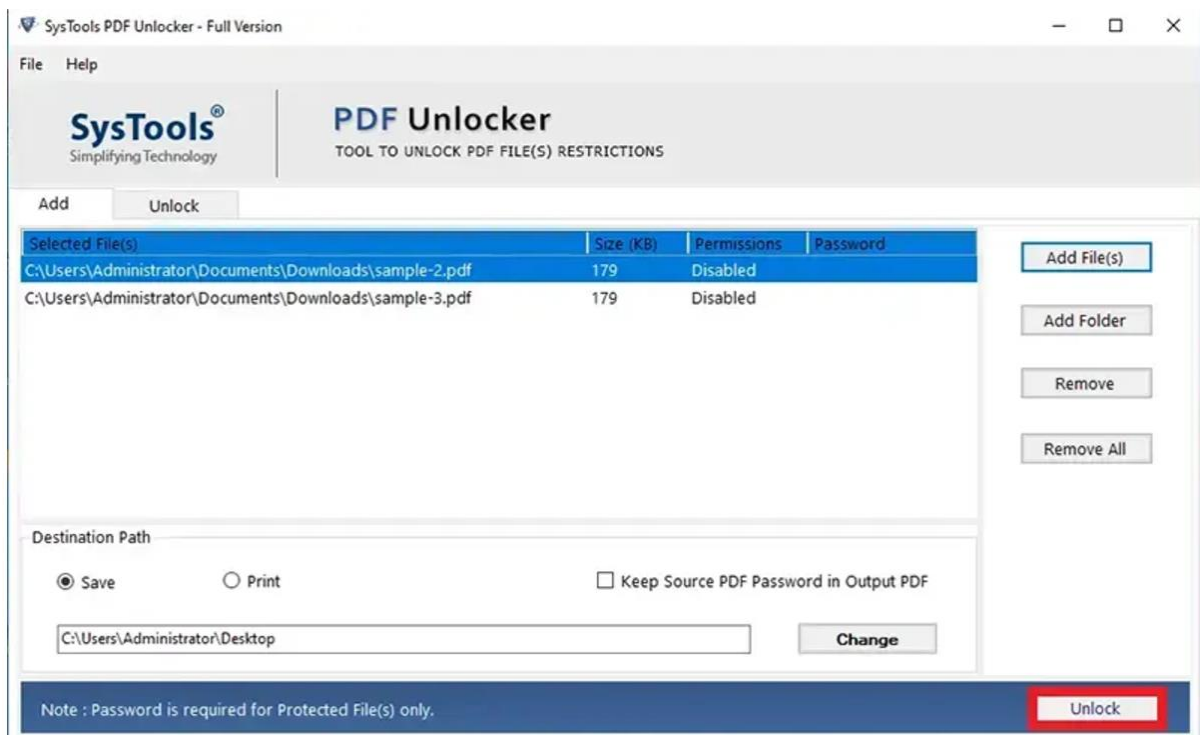 SysTools PDF Unlocker - Full Version
File Help
SysTools®
Simplifying Technology
PDF Unlocker
TOOL TO UNLOCK PDF FILE(S) RESTRICTIONS
Add Unlock
Selected File(s) Size (KB) Permissions Password
C:\Users\Administrator\Documents\Downloads\sample-2.pdf 179 Disabled
C:\Users\Administrator\Documents\Downloads\sample-3.pdf 179 Disabled
Add File(s)
Add Folder
Remove
Remove All
Destination Path
Save Print Keep Source PDF Password in Output PDF
C:\Users\Administrator\Desktop Change
Note : Password is required for Protected File(s) only. Unlock